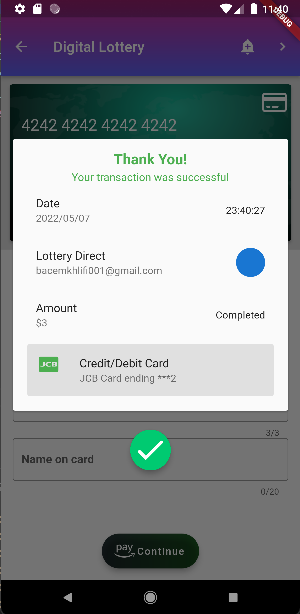 11:40
DEBUG
Digital Lottery
4242 4242 4242 4242
Thank You!
Your transaction was successful
Date
2022/05/07
23:40:27
Lottery Direct
bacemkhlifi001@gmail.com
Amount
$3
Completed
JCB
Credit/Debit Card
JCB Card ending ***2
3/3
Name on card
0/20
pay
Continue